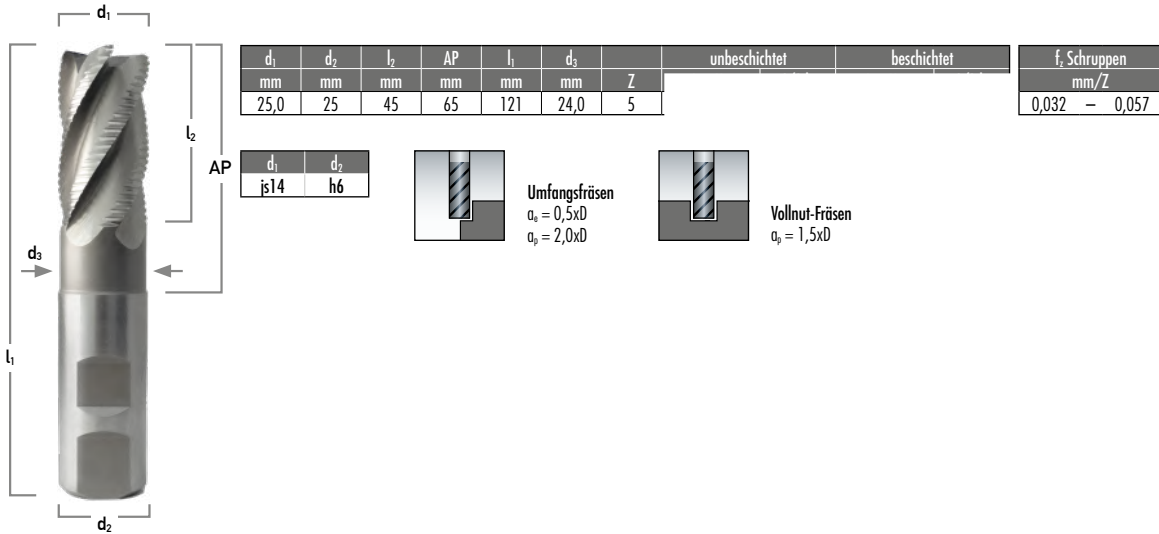 d₁
l₁
l₂
AP
d₃
d₂
d₁ d₂ l₂ AP l₁ d₃ unbeschichtet beschichtet
mm mm mm mm mm mm Z
25,0 25 45 65 121 24,0 5
f_z Schruppen
mm/Z
0,032 – 0,057
d₁ d₂
js14 h6
Umfangsfräsen
aₑ = 0,5xD
aₚ = 2,0xD
Vollnut-Fräsen
aₚ = 1,5xD